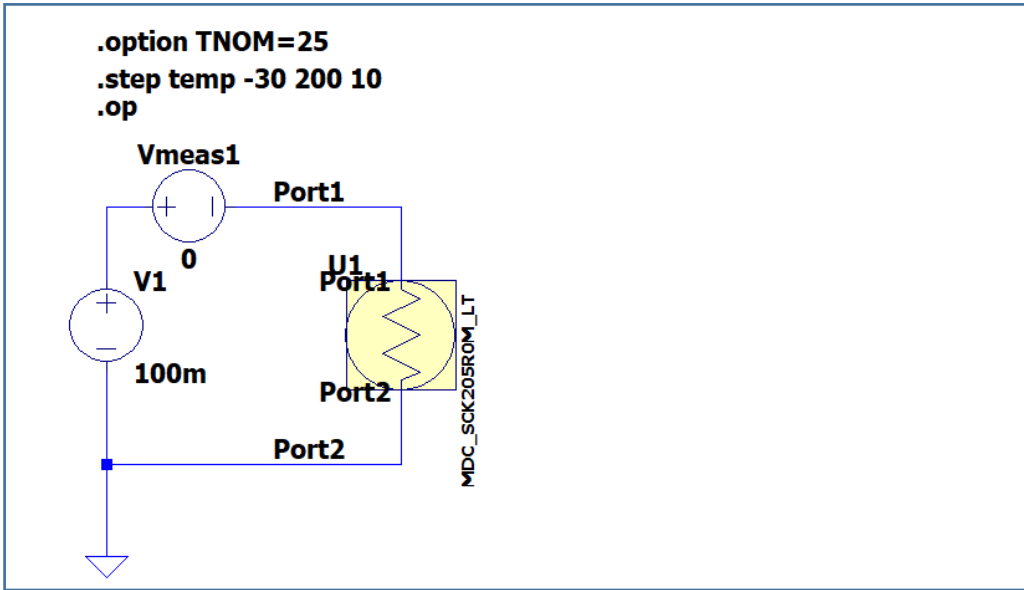 .option TNOM=25
.step temp -30 200 10
.op
Vmeas1
Port1
0
V1
U1
Port1
100m
Port2
Port2
MDC_SCK205R0M_LT